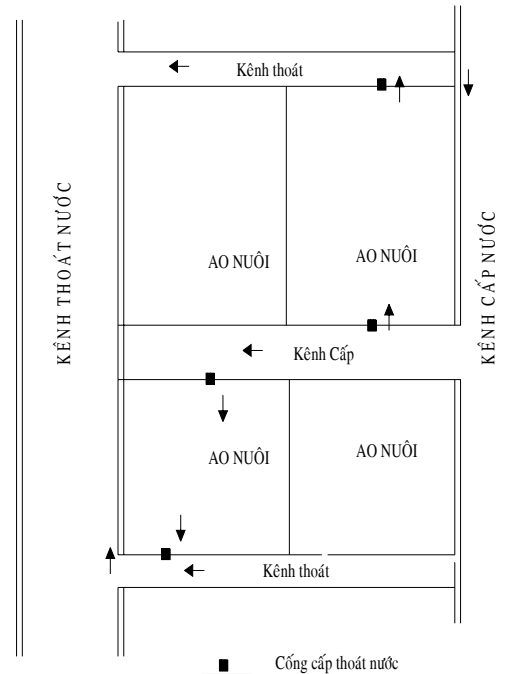 Kênh thoát
KÊNH THOÁT NƯỚC
KÊNH CẤP NƯỚC
AO NUÔI
AO NUÔI
Kênh Cấp
AO NUÔI
AO NUÔI
Kênh thoát
Cống cấp thoát nước